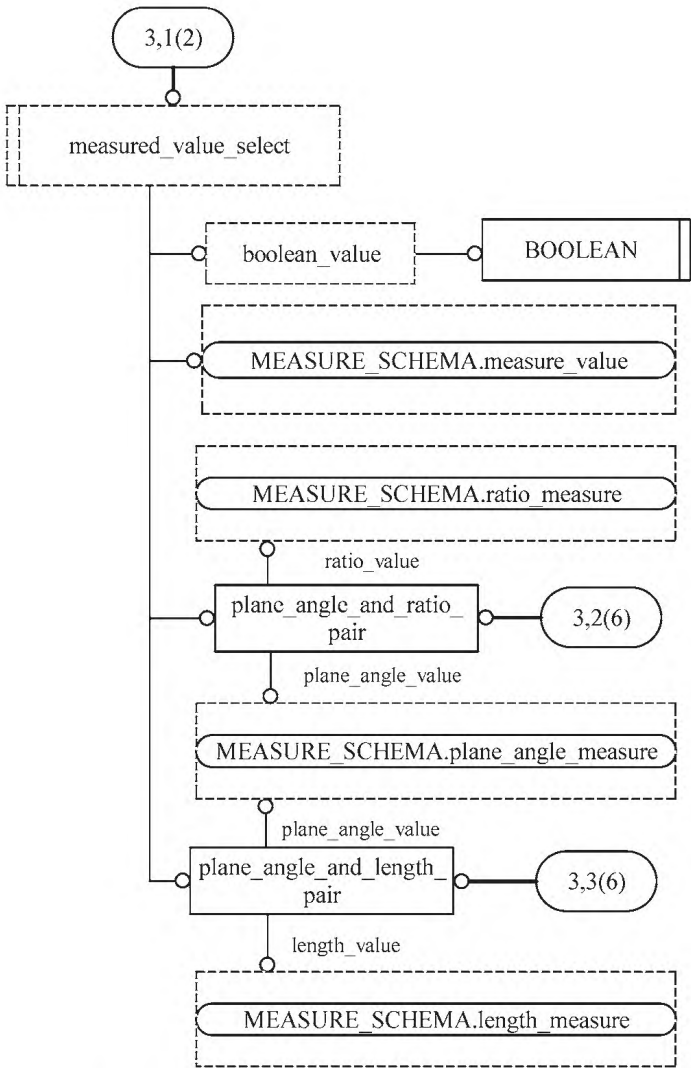 3,1(2)
measured_value_select
boolean_value
BOOLEAN
MEASURE_SCHEMA.measure_value
MEASURE_SCHEMA.ratio_measure
ratio_value
plane_angle_and_ratio_
pair
3,2(6)
plane_angle_value
MEASURE_SCHEMA.plane_angle_measure
plane_angle_value
plane_angle_and_length_
pair
3,3(6)
length_value
MEASURE_SCHEMA.length_measure